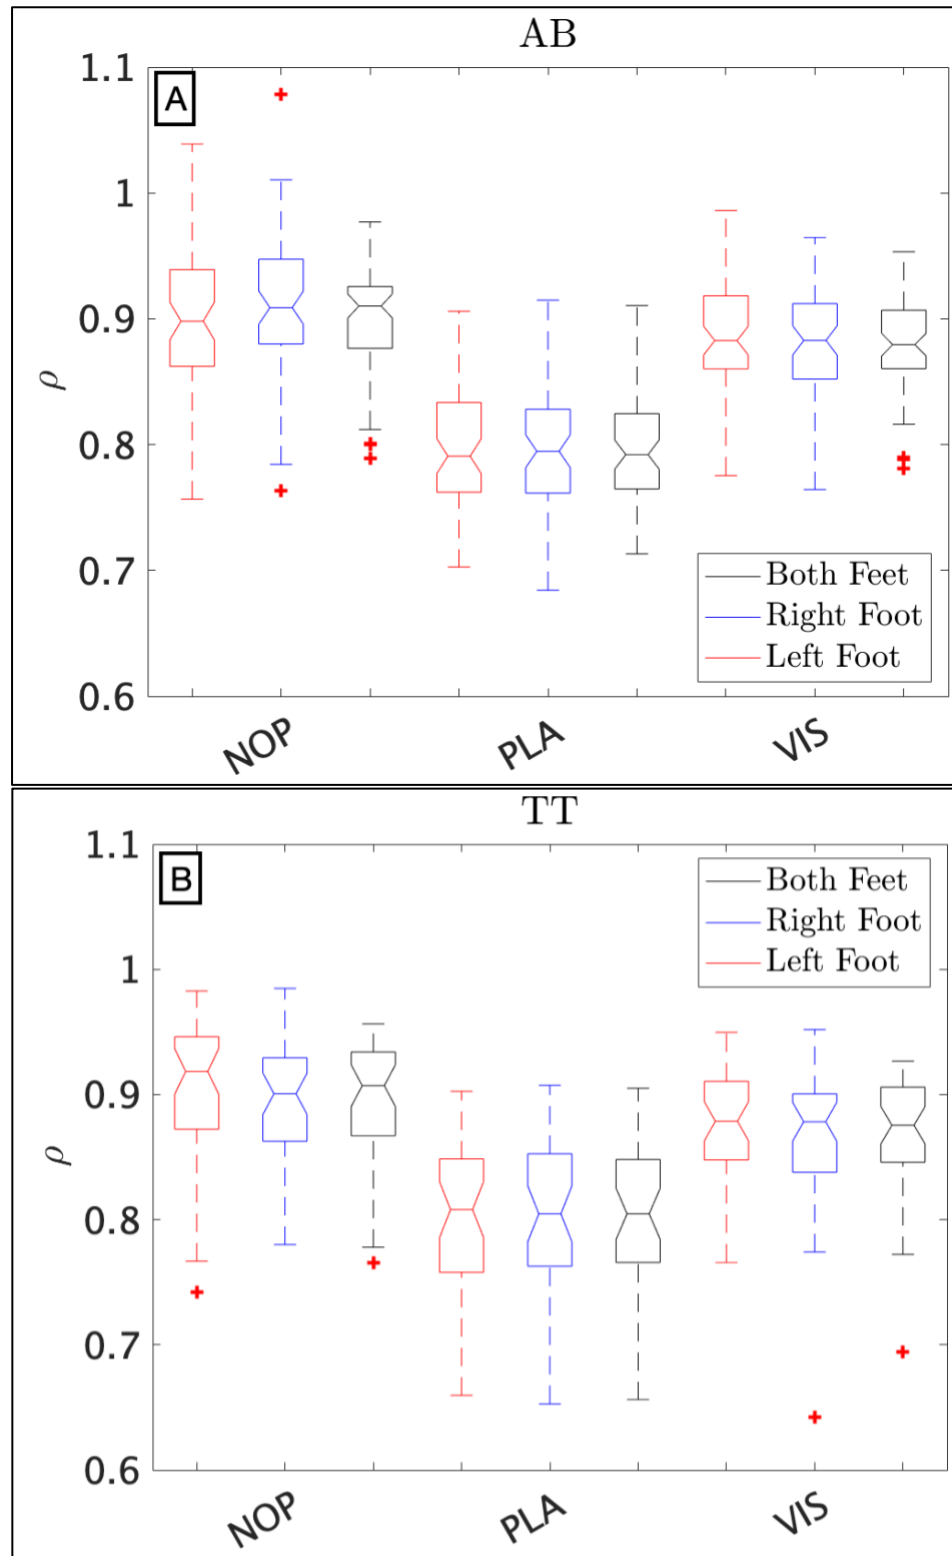 AB
A
1.1
1
0.9
0.8
0.7
0.6
ρ
Both Feet
Right Foot
Left Foot
NOP PLA VIS
TT
B
1.1
1
0.9
0.8
0.7
0.6
ρ
Both Feet
Right Foot
Left Foot
NOP PLA VIS